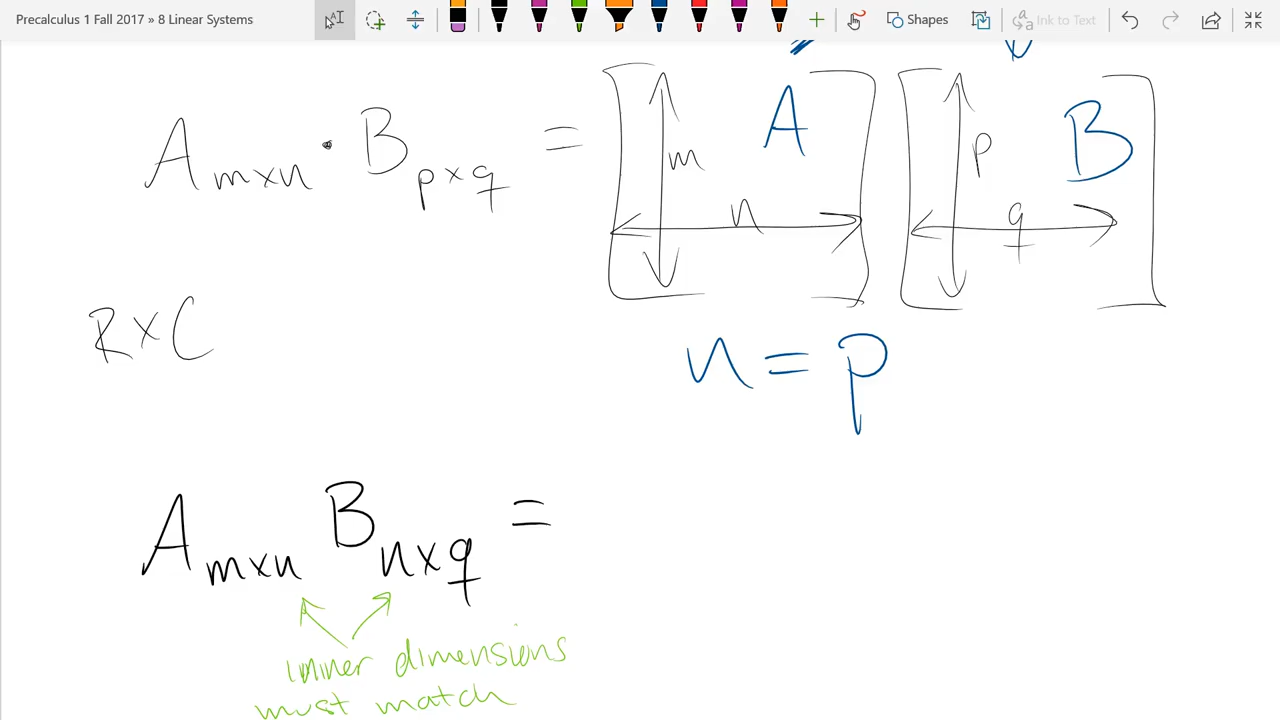 Precalculus 1 Fall 2017 » 8 Linear Systems
Shapes
Ink to Text
A m×n · B p×q = [ m n A ] [ p q B ]
R×C
n = p
A m×n B n×q =
inner dimensions
must match